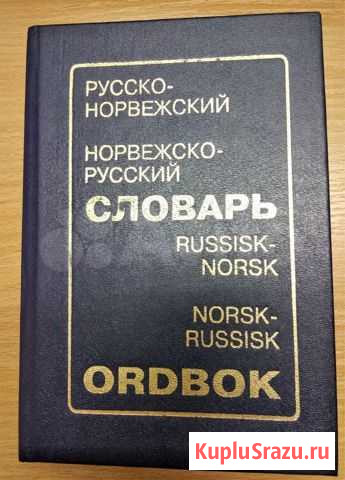 РУССКО-
НОРВЕЖСКИЙ
НОРВЕЖСКО-
РУССКИЙ
СЛОВАРЬ
RUSSISK-
NORSK
NORSK-
RUSSISK
ORDBOK
KupluSrazu.ru